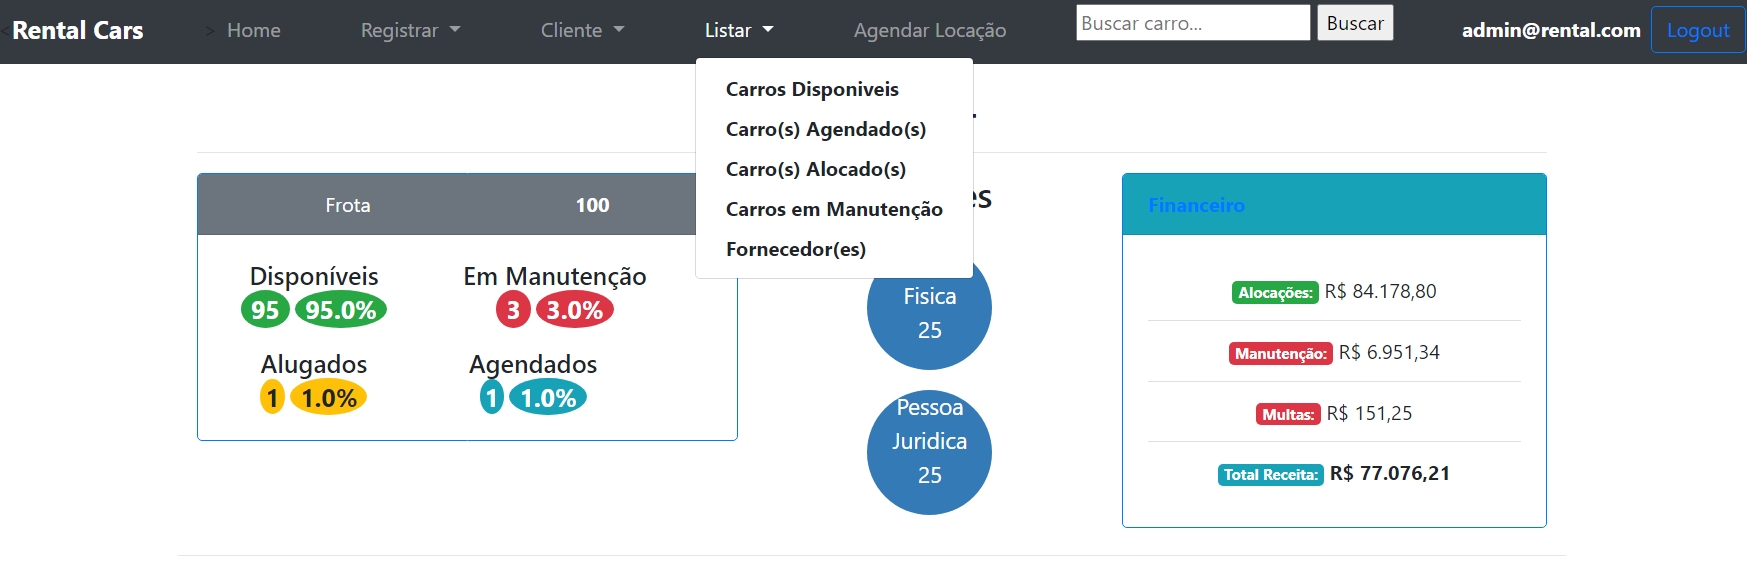 <Rental Cars > Home Registrar Cliente Listar Agendar Locação Buscar carro... Buscar admin@rental.com Logout
Carros Disponiveis
Carro(s) Agendado(s)
Carro(s) Alocado(s)
Carros em Manutenção
Fornecedor(es)
Frota 100
Disponíveis Em Manutenção
95 95.0% 3 3.0%
Alugados Agendados
1 1.0% 1 1.0%
es
Fisica
25
Pessoa
Juridica
25
Financeiro
Alocações: R$ 84.178,80
Manutenção: R$ 6.951,34
Multas: R$ 151,25
Total Receita: R$ 77.076,21